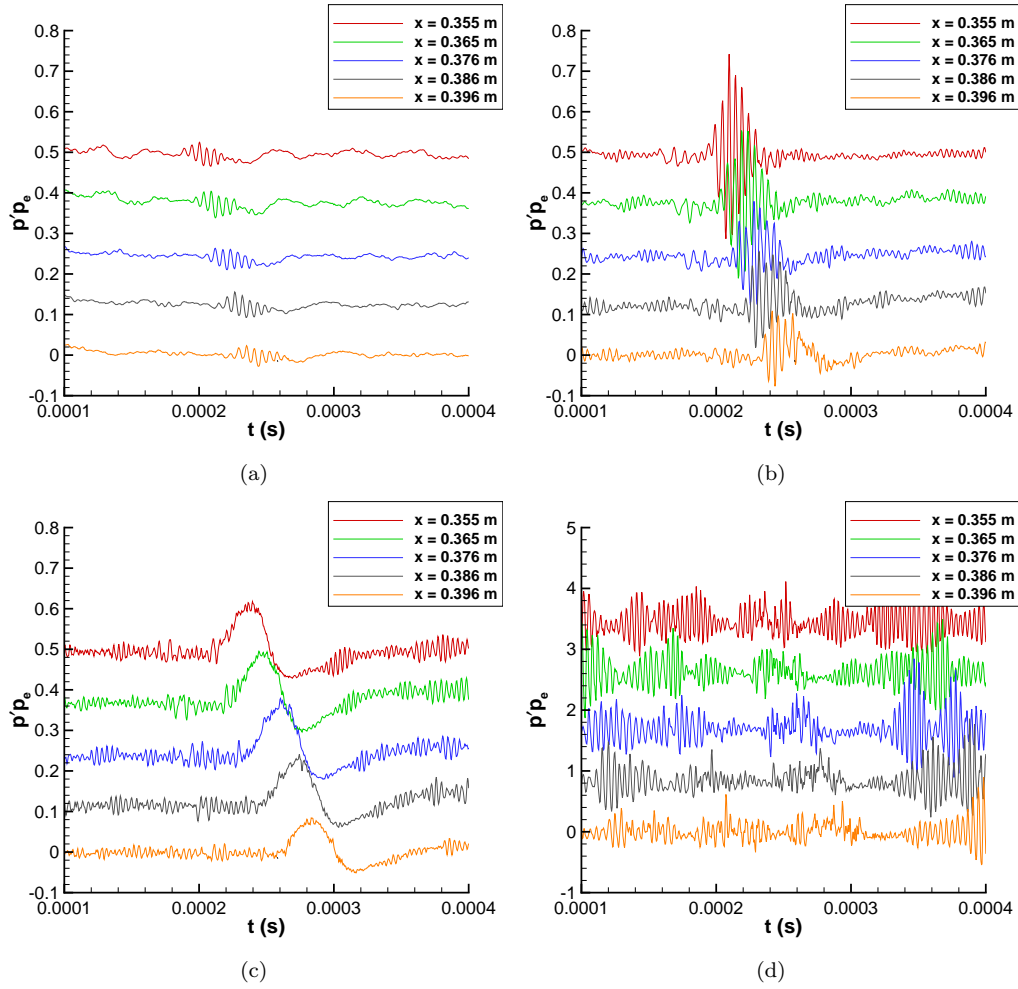 x = 0.355 m
x = 0.365 m
x = 0.376 m
x = 0.386 m
x = 0.396 m
0.8
0.7
0.6
0.5
0.4
0.3
0.2
0.1
0
-0.1
p'p_e
0.0001 0.0002 0.0003 0.0004
t (s)
(a)
x = 0.355 m
x = 0.365 m
x = 0.376 m
x = 0.386 m
x = 0.396 m
0.8
0.7
0.6
0.5
0.4
0.3
0.2
0.1
0
-0.1
p'p_e
0.0001 0.0002 0.0003 0.0004
t (s)
(b)
x = 0.355 m
x = 0.365 m
x = 0.376 m
x = 0.386 m
x = 0.396 m
0.8
0.7
0.6
0.5
0.4
0.3
0.2
0.1
0
-0.1
p'p_e
0.0001 0.0002 0.0003 0.0004
t (s)
(c)
x = 0.355 m
x = 0.365 m
x = 0.376 m
x = 0.386 m
x = 0.396 m
5
4
3
2
1
0
-1
p'p_e
0.0001 0.0002 0.0003 0.0004
t (s)
(d)